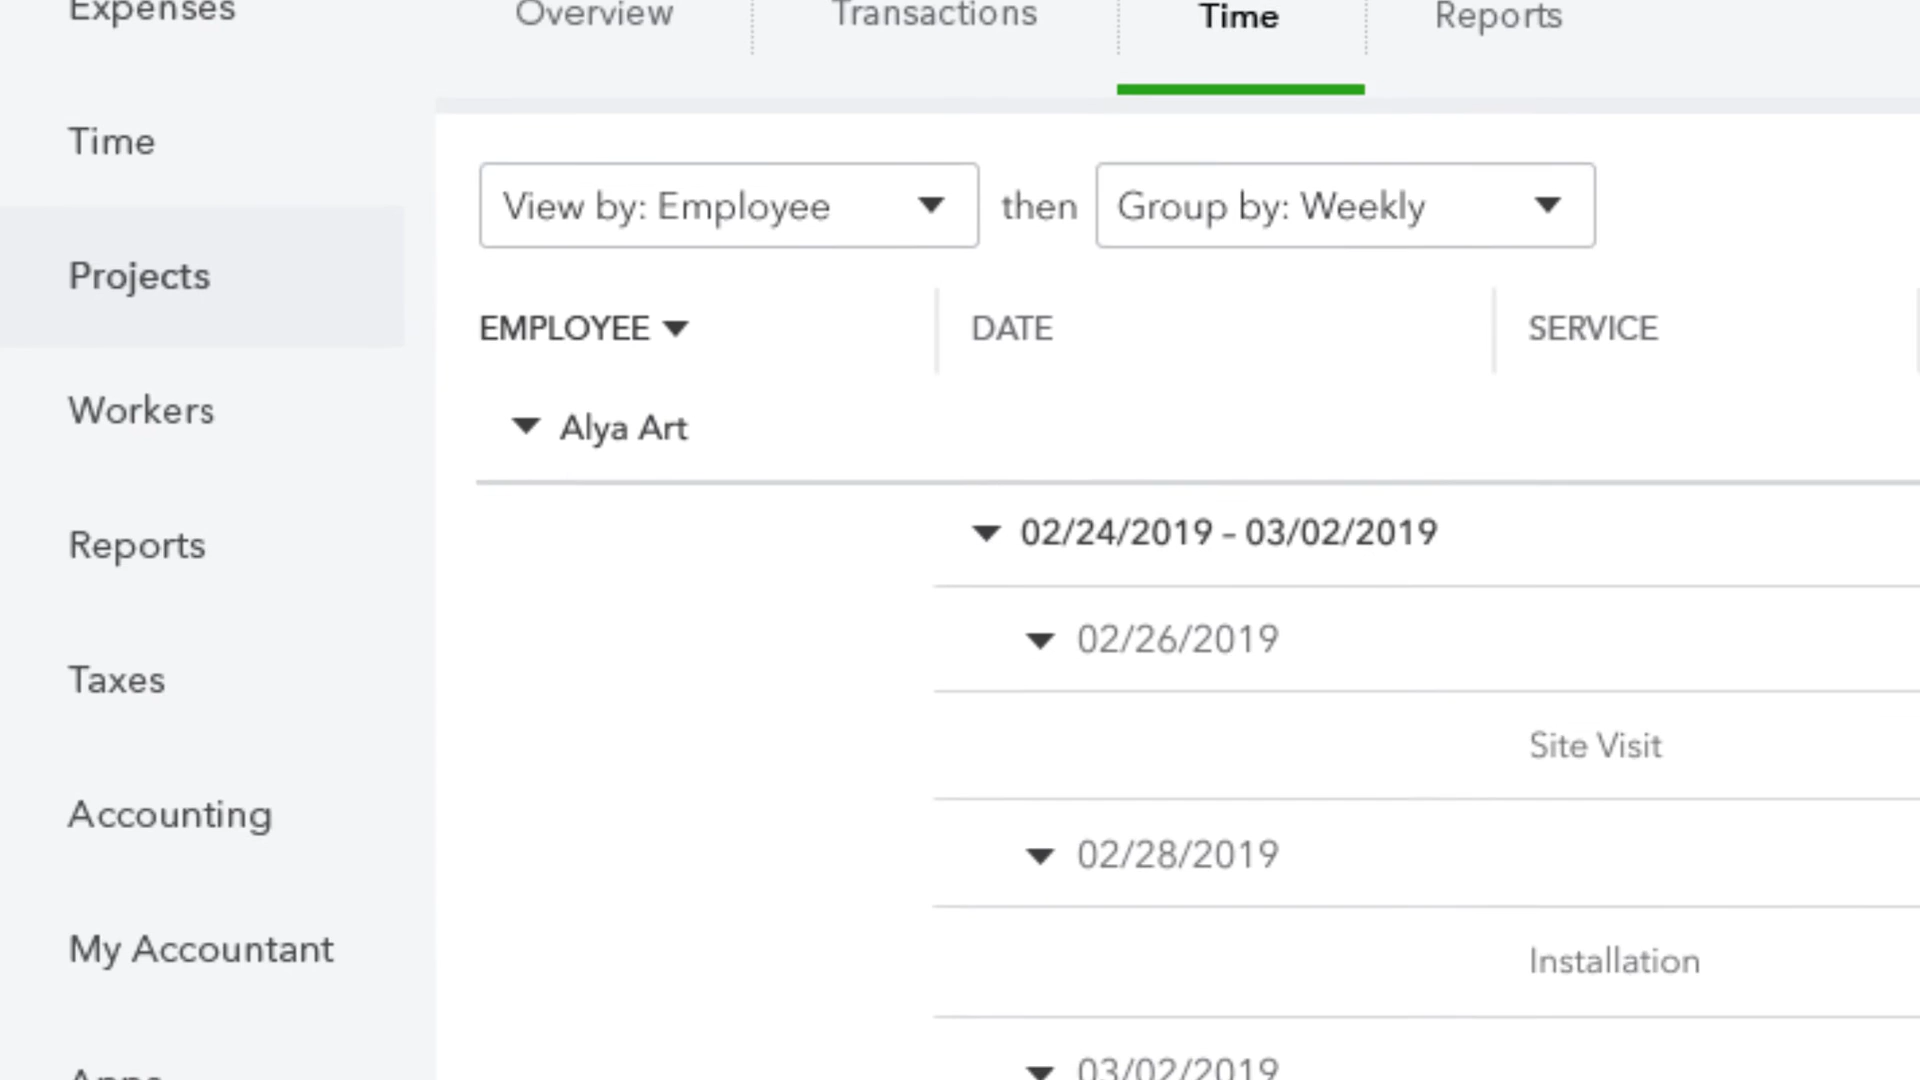 Expenses
Overview
Transactions
Time
Reports
Time
Projects
Workers
Reports
Taxes
Accounting
My Accountant
Apps
View by: Employee
then
Group by: Weekly
EMPLOYEE
DATE
SERVICE
Alya Art
02/24/2019 - 03/02/2019
02/26/2019
Site Visit
02/28/2019
Installation
03/02/2019